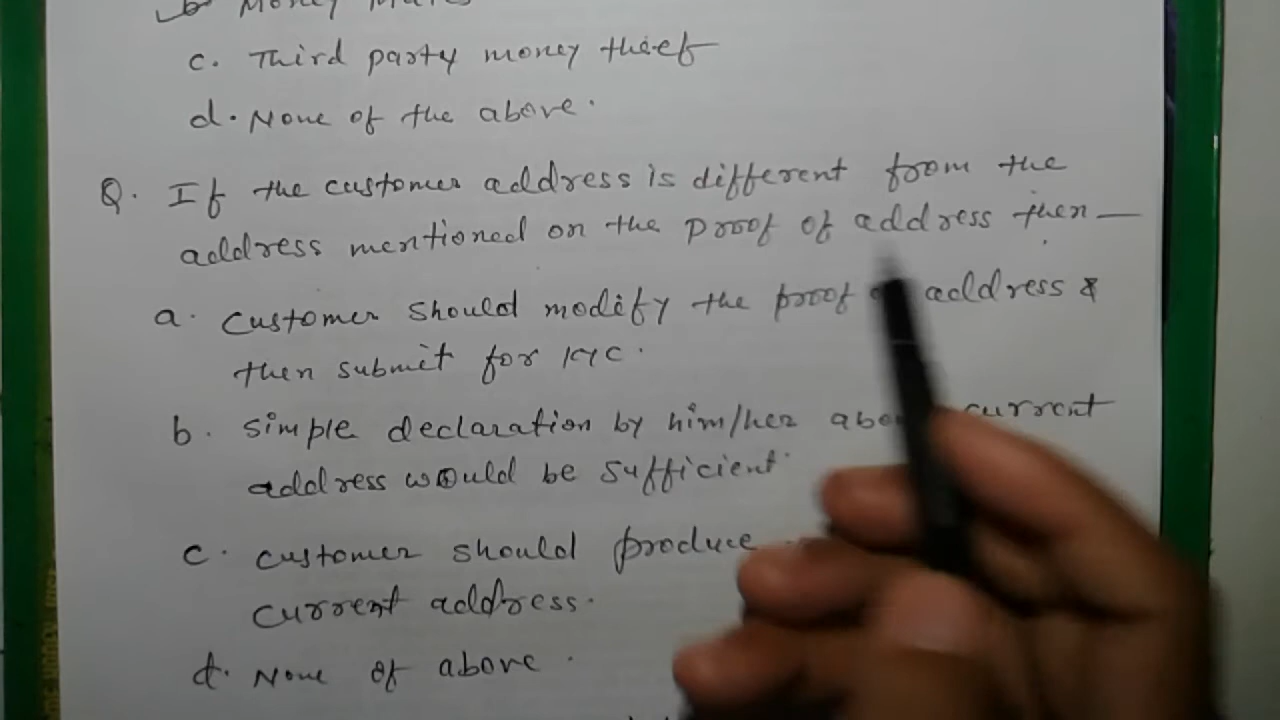 b Money
c. Third party money thief
d. None of the above.
Q. If the customer address is different from the
address mentioned on the proof of address then —
a. customer should modify the proof address &
then submit for KYC.
b. simple declaration by him/her current
address would be sufficient.
c. customer should produce
current address.
d. None of above.